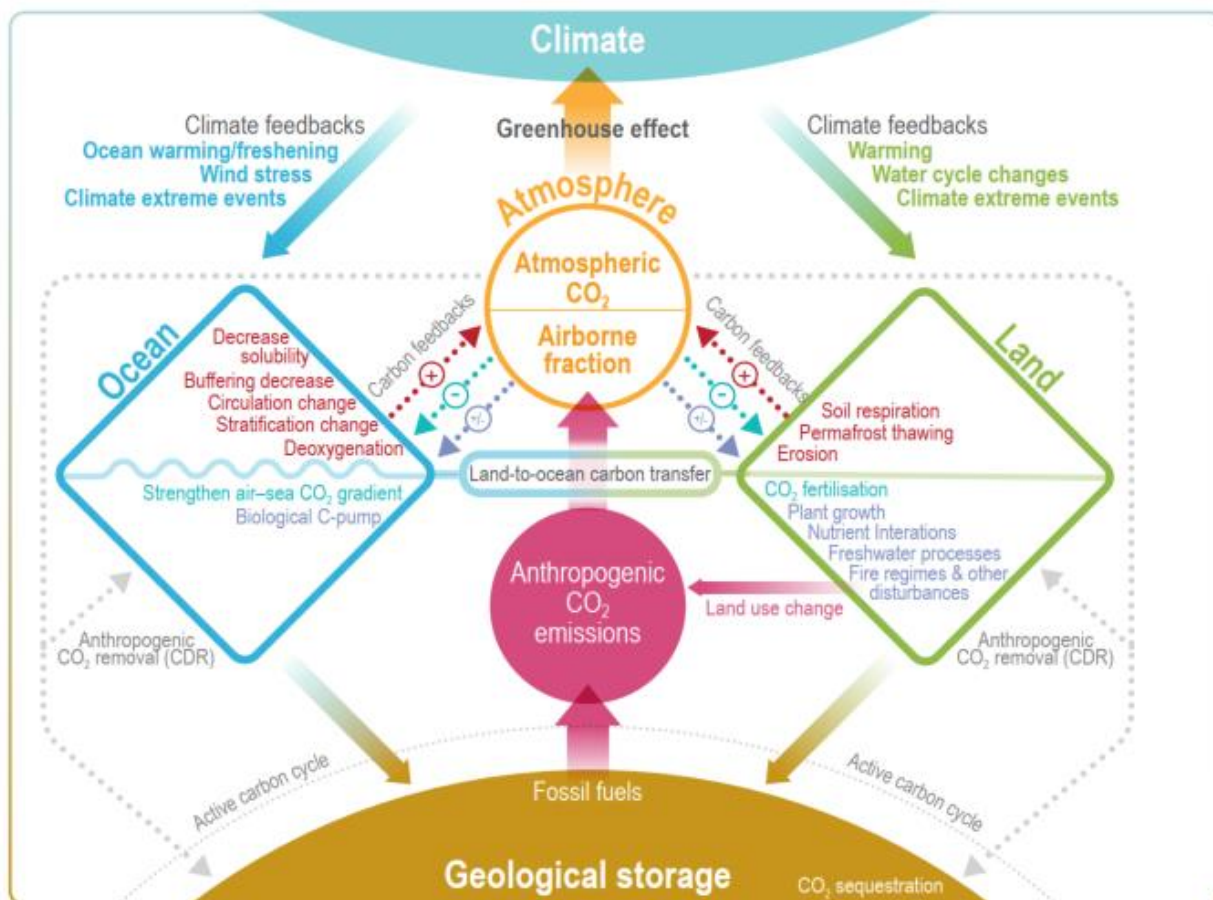 Climate
Greenhouse effect
Climate feedbacks
Ocean warming/freshening
Wind stress
Climate extreme events
Climate feedbacks
Warming
Water cycle changes
Climate extreme events
Atmosphere
Atmospheric
CO₂
Airborne
fraction
Carbon feedbacks
+
-
+/-
Carbon feedbacks
+
-
+/-
Ocean
Decrease
solubility
Buffering decrease
Circulation change
Stratification change
Deoxygenation
Strengthen air–sea CO₂ gradient
Biological C-pump
Land-to-ocean carbon transfer
Land
Soil respiration
Permafrost thawing
Erosion
CO₂ fertilisation
Plant growth
Nutrient Interations
Freshwater processes
Fire regimes & other
disturbances
Anthropogenic
CO₂
emissions
Land use change
Anthropogenic
CO₂ removal (CDR)
Anthropogenic
CO₂ removal (CDR)
Active carbon cycle
Active carbon cycle
Fossil fuels
Geological storage
CO₂ sequestration